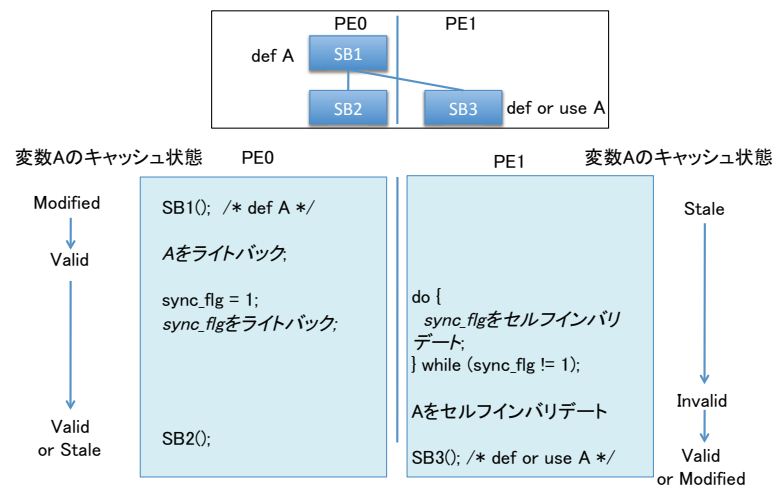 PE0 PE1
def A SB1
SB2 SB3 def or use A
変数Aのキャッシュ状態 PE0 PE1 変数Aのキャッシュ状態
Modified
Valid
Valid
or Stale
SB1(); /* def A */
Aをライトバック;
sync_flg = 1;
sync_flgをライトバック;
SB2();
do {
sync_flgをセルフインバリ
デート;
} while (sync_flg != 1);
Aをセルフインバリデート
SB3(); /* def or use A */
Stale
Invalid
Valid
or Modified